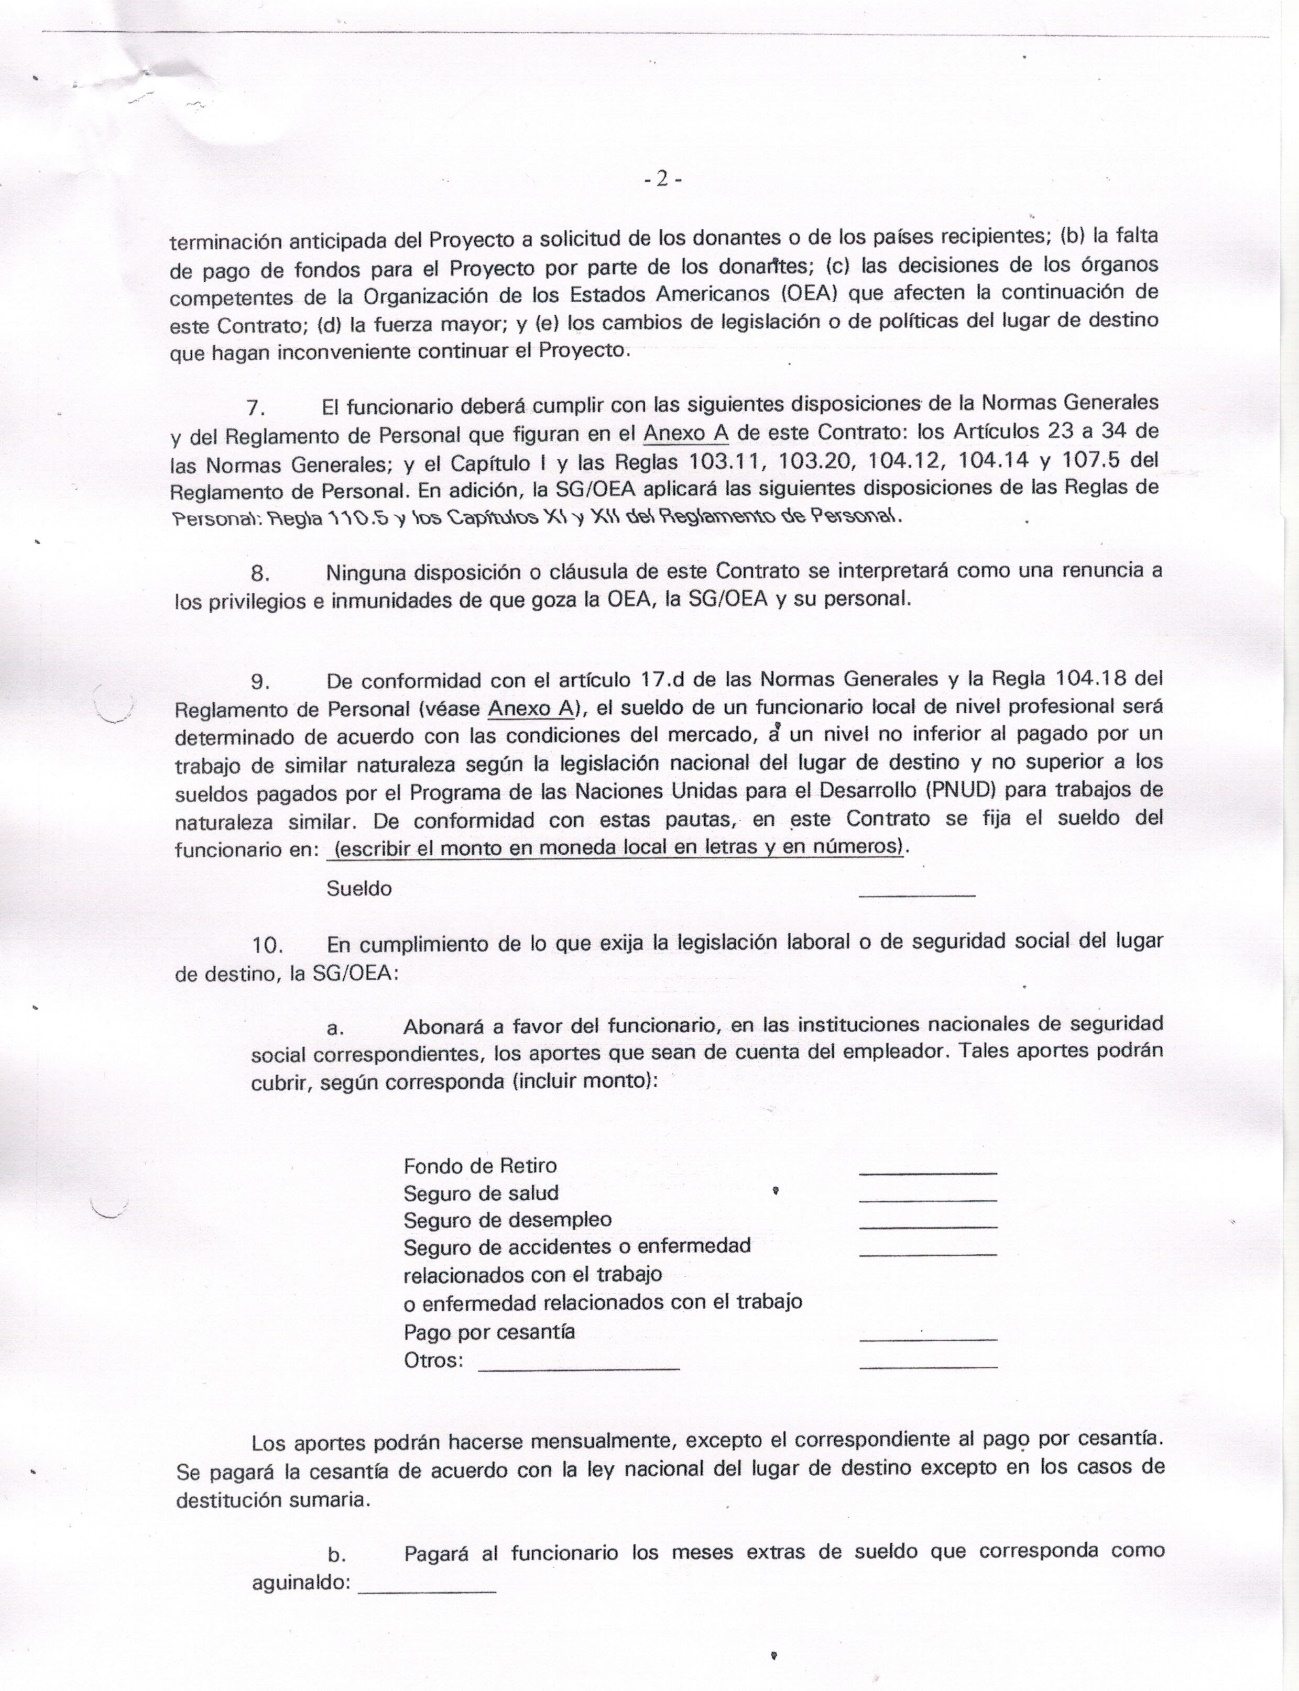 - 2 -
terminación anticipada del Proyecto a solicitud de los donantes o de los países recipientes; (b) la falta
de pago de fondos para el Proyecto por parte de los donantes; (c) las decisiones de los órganos
competentes de la Organización de los Estados Americanos (OEA) que afecten la continuación de
este Contrato; (d) la fuerza mayor; y (e) los cambios de legislación o de políticas del lugar de destino
que hagan inconveniente continuar el Proyecto.
7. El funcionario deberá cumplir con las siguientes disposiciones de la Normas Generales
y del Reglamento de Personal que figuran en el Anexo A de este Contrato: los Artículos 23 a 34 de
las Normas Generales; y el Capítulo I y las Reglas 103.11, 103.20, 104.12, 104.14 y 107.5 del
Reglamento de Personal. En adición, la SG/OEA aplicará las siguientes disposiciones de las Reglas de
Personal: Regla 110.5 y los Capítulos XI y XII del Reglamento de Personal.
8. Ninguna disposición o cláusula de este Contrato se interpretará como una renuncia a
los privilegios e inmunidades de que goza la OEA, la SG/OEA y su personal.
9. De conformidad con el artículo 17.d de las Normas Generales y la Regla 104.18 del
Reglamento de Personal (véase Anexo A), el sueldo de un funcionario local de nivel profesional será
determinado de acuerdo con las condiciones del mercado, a un nivel no inferior al pagado por un
trabajo de similar naturaleza según la legislación nacional del lugar de destino y no superior a los
sueldos pagados por el Programa de las Naciones Unidas para el Desarrollo (PNUD) para trabajos de
naturaleza similar. De conformidad con estas pautas, en este Contrato se fija el sueldo del
funcionario en: (escribir el monto en moneda local en letras y en números).
Sueldo
10. En cumplimiento de lo que exija la legislación laboral o de seguridad social del lugar
de destino, la SG/OEA:
a. Abonará a favor del funcionario, en las instituciones nacionales de seguridad
social correspondientes, los aportes que sean de cuenta del empleador. Tales aportes podrán
cubrir, según corresponda (incluir monto):
Fondo de Retiro
Seguro de salud
Seguro de desempleo
Seguro de accidentes o enfermedad
relacionados con el trabajo
o enfermedad relacionados con el trabajo
Pago por cesantía
Otros:
Los aportes podrán hacerse mensualmente, excepto el correspondiente al pago por cesantía.
Se pagará la cesantía de acuerdo con la ley nacional del lugar de destino excepto en los casos de
destitución sumaria.
b. Pagará al funcionario los meses extras de sueldo que corresponda como
aguinaldo: